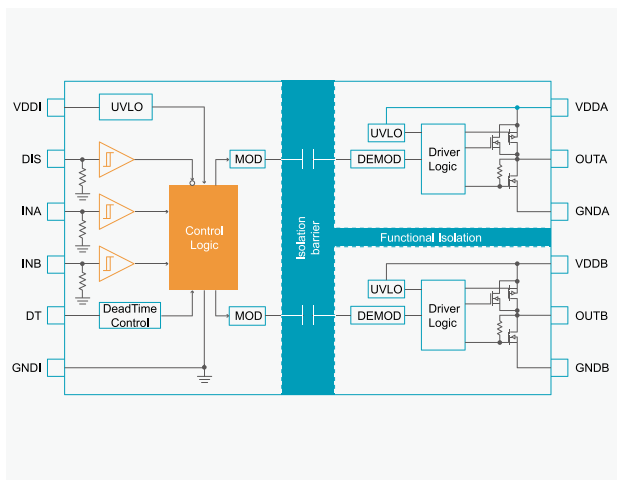 VDDI
DIS
INA
INB
DT
GNDI
UVLO
DeadTime
Control
Control
Logic
MOD
MOD
Isolation
barrier
Functional Isolation
UVLO
DEMOD
Driver
Logic
UVLO
DEMOD
Driver
Logic
VDDA
OUTA
GNDA
VDDB
OUTB
GNDB